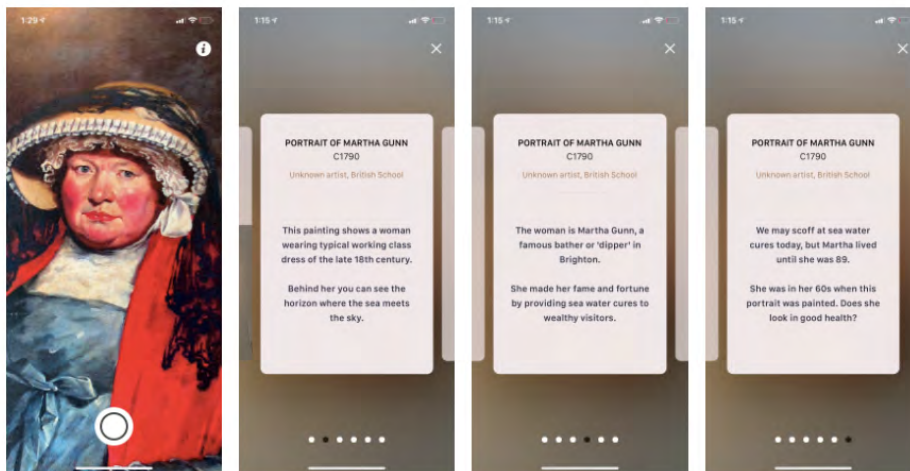 1:29
1:15
PORTRAIT OF MARTHA GUNN
C1790
Unknown artist, British School
This painting shows a woman
wearing typical working class
dress of the late 18th century.
Behind her you can see the
horizon where the sea meets
the sky.
1:15
PORTRAIT OF MARTHA GUNN
C1790
Unknown artist, British School
The woman is Martha Gunn, a
famous bather or 'dipper' in
Brighton.
She made her fame and fortune
by providing sea water cures to
wealthy visitors.
1:15
PORTRAIT OF MARTHA GUNN
C1790
Unknown artist, British School
We may scoff at sea water
cures today, but Martha lived
until she was 89.
She was in her 60s when this
portrait was painted. Does she
look in good health?